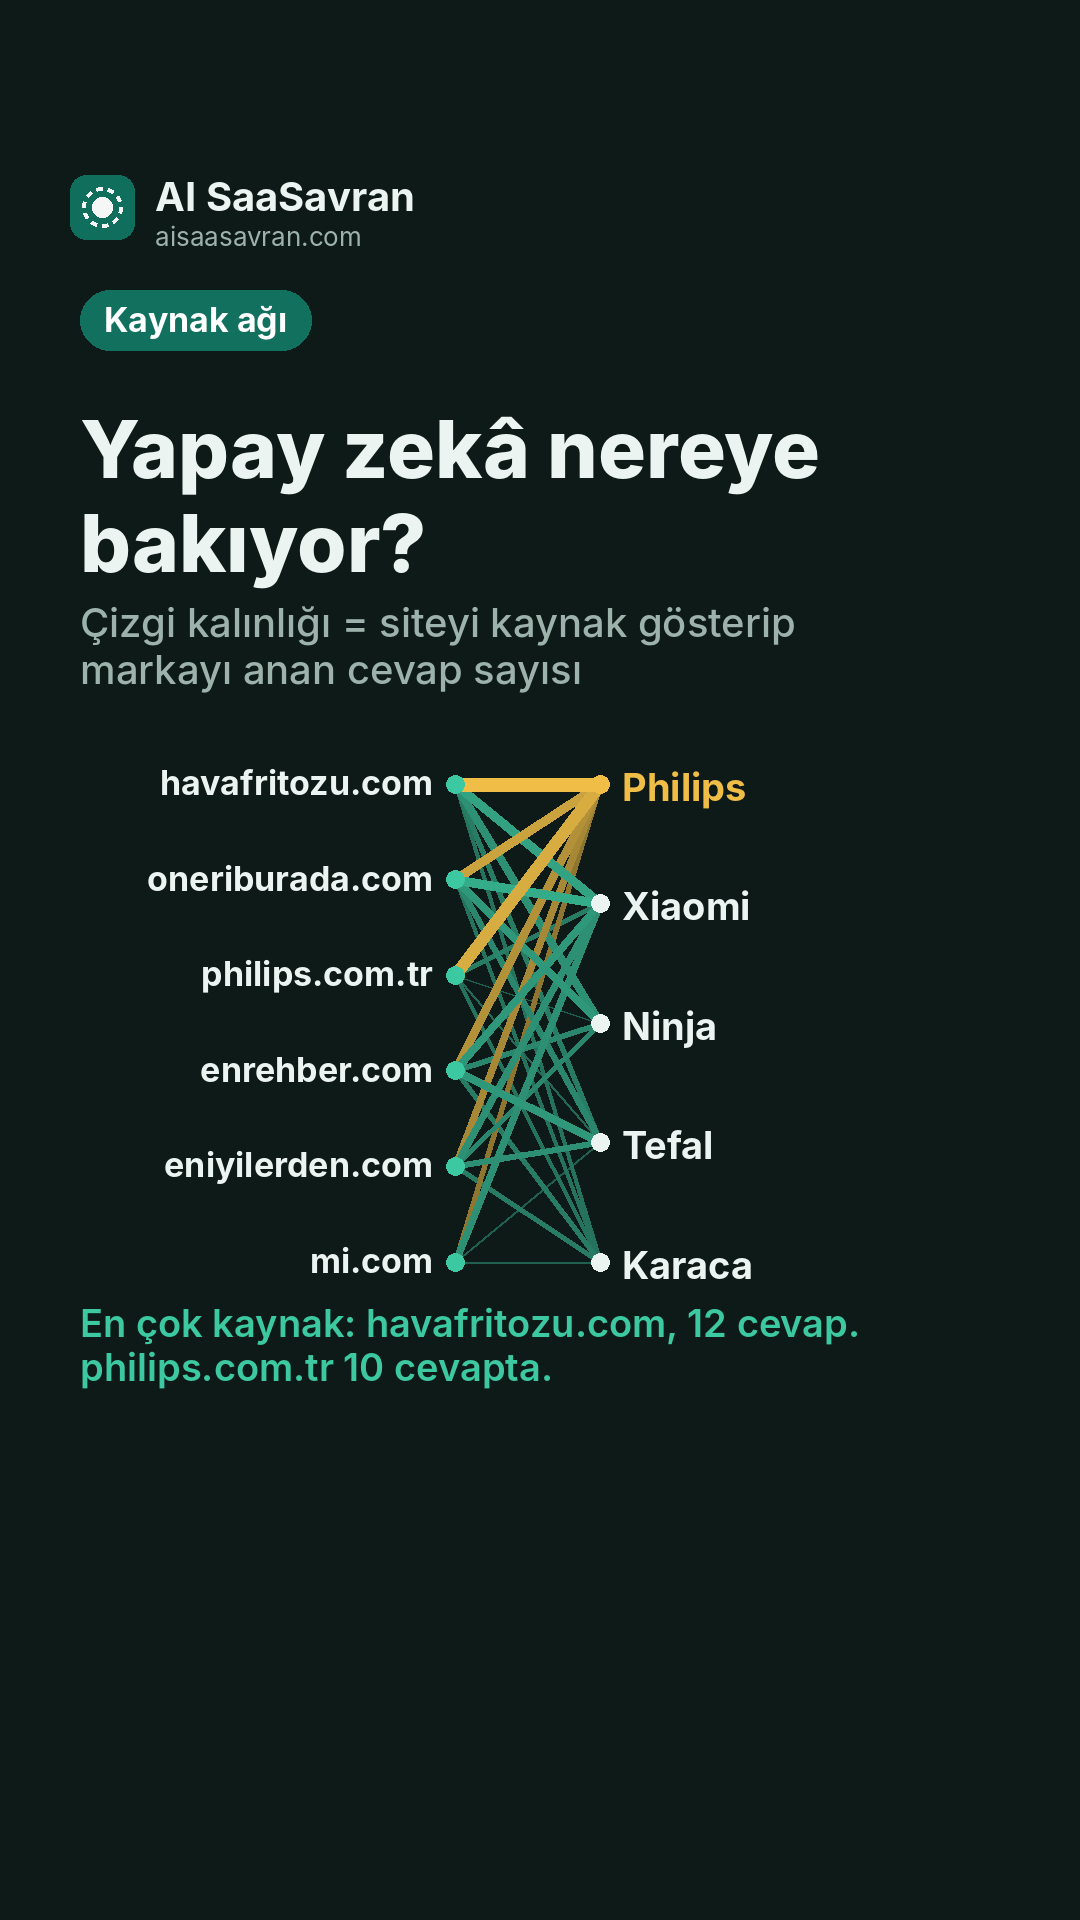 AI SaaSavran
aisaasavran.com
Kaynak ağı
Yapay zekâ nereye
bakıyor?
Çizgi kalınlığı = siteyi kaynak gösterip
markayı anan cevap sayısı
havafritozu.com
Philips
oneriburada.com
Xiaomi
philips.com.tr
Ninja
enrehber.com
Tefal
eniyilerden.com
mi.com
Karaca
En çok kaynak: havafritozu.com, 12 cevap.
philips.com.tr 10 cevapta.